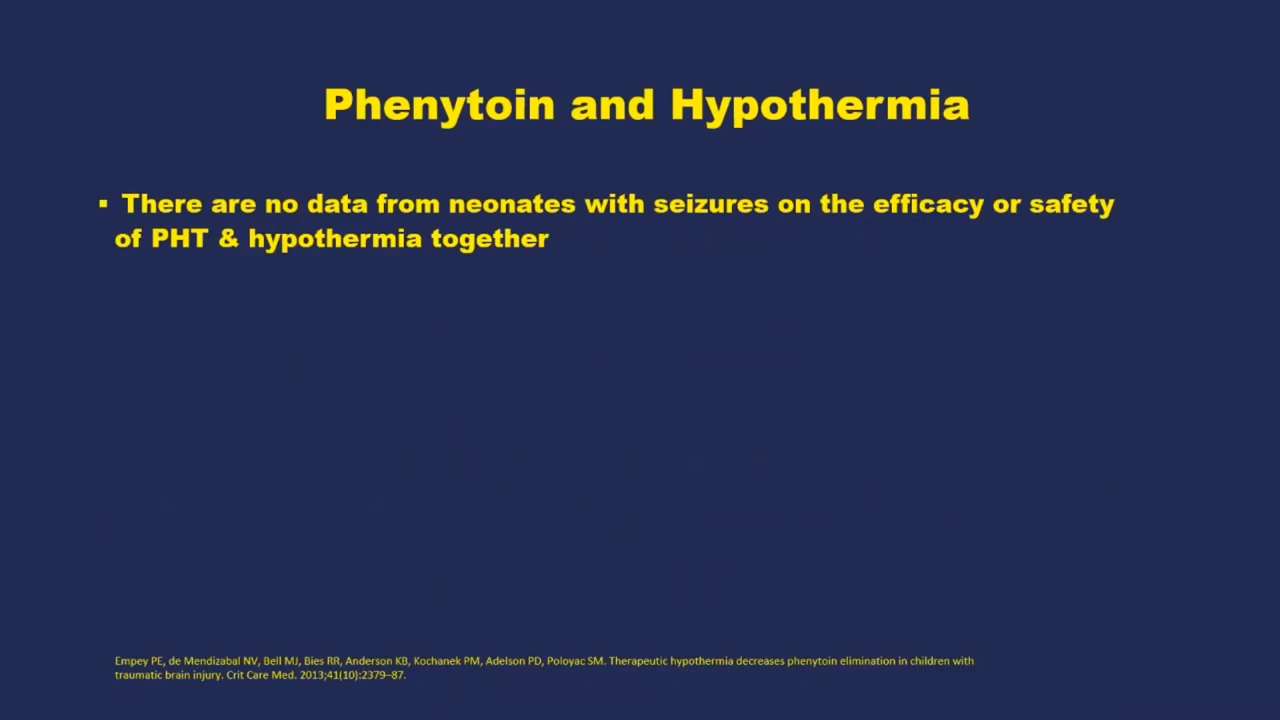 Phenytoin and Hypothermia
▪ There are no data from neonates with seizures on the efficacy or safety
of PHT & hypothermia together
Empey PE, de Mendizabal NV, Bell MJ, Bies RR, Anderson KB, Kochanek PM, Adelson PD, Poloyac SM. Therapeutic hypothermia decreases phenytoin elimination in children with
traumatic brain injury. Crit Care Med. 2013;41(10):2379–87.